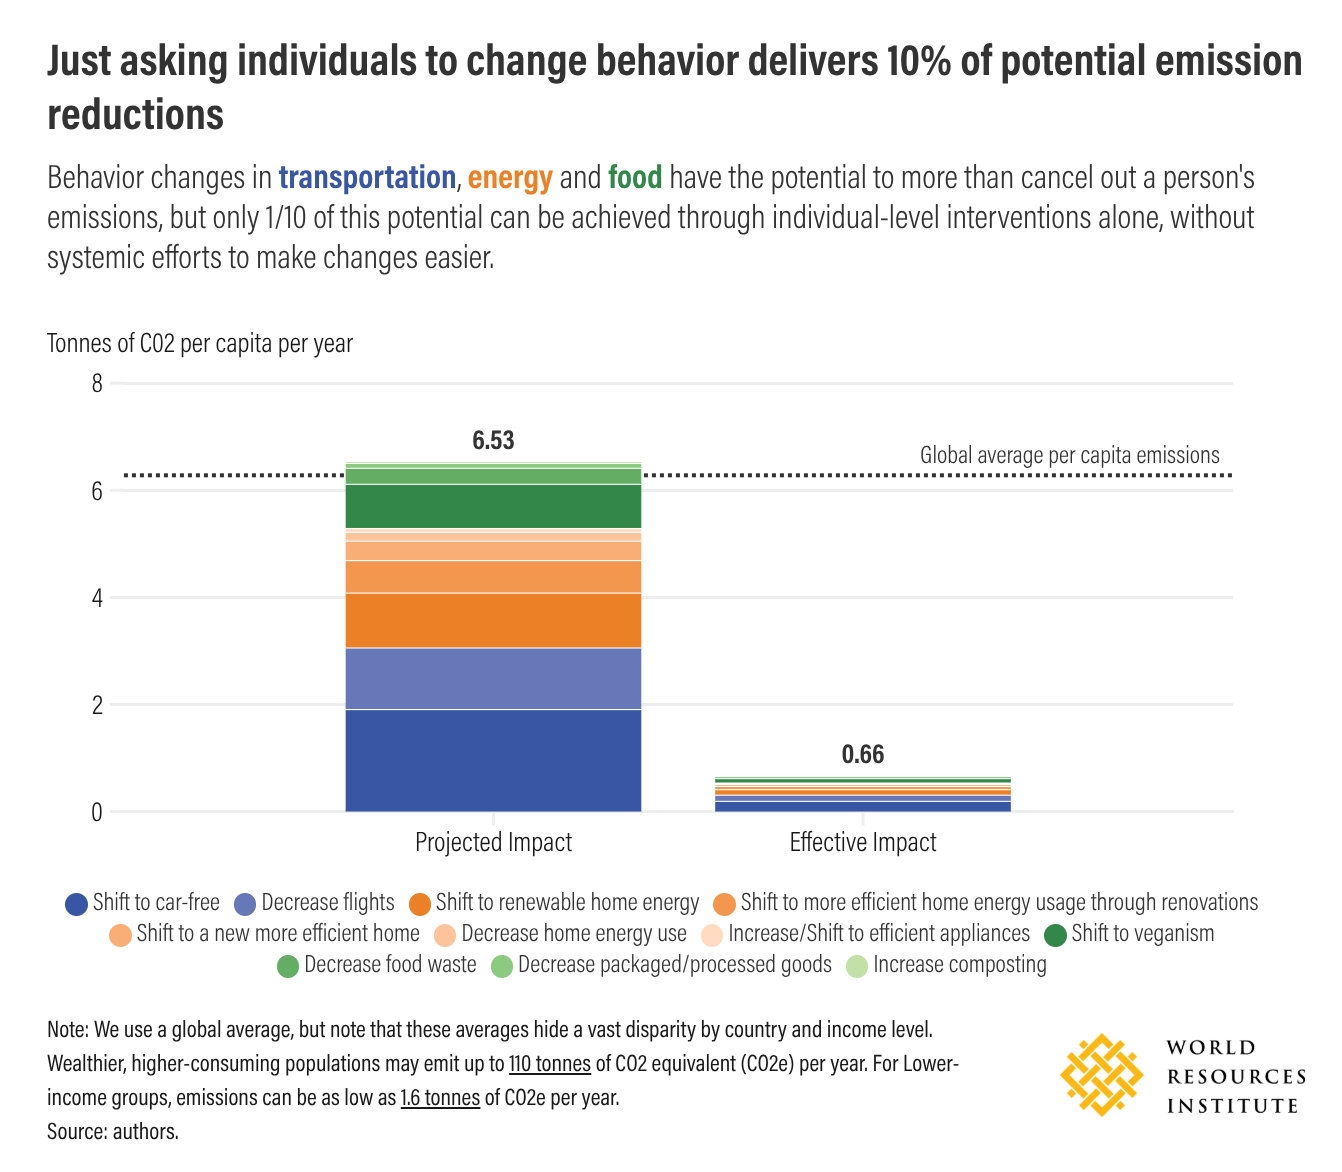 Just asking individuals to change behavior delivers 10% of potential emission
reductions
Behavior changes in transportation, energy and food have the potential to more than cancel out a person's
emissions, but only 1/10 of this potential can be achieved through individual-level interventions alone, without
systemic efforts to make changes easier.
Tonnes of C02 per capita per year
8
6.53
Global average per capita emissions
6
4
2
0.66
0
Projected Impact
Effective Impact
Shift to car-free
Decrease flights
Shift to renewable home energy
Shift to more efficient home energy usage through renovations
Shift to a new more efficient home
Decrease home energy use
Increase/Shift to efficient appliances
Shift to veganism
Decrease food waste
Decrease packaged/processed goods
Increase composting
Note: We use a global average, but note that these averages hide a vast disparity by country and income level.
Wealthier, higher-consuming populations may emit up to 110 tonnes of CO2 equivalent (CO2e) per year. For Lower-
income groups, emissions can be as low as 1.6 tonnes of CO2e per year.
Source: authors.
WORLD
RESOURCES
INSTITUTE